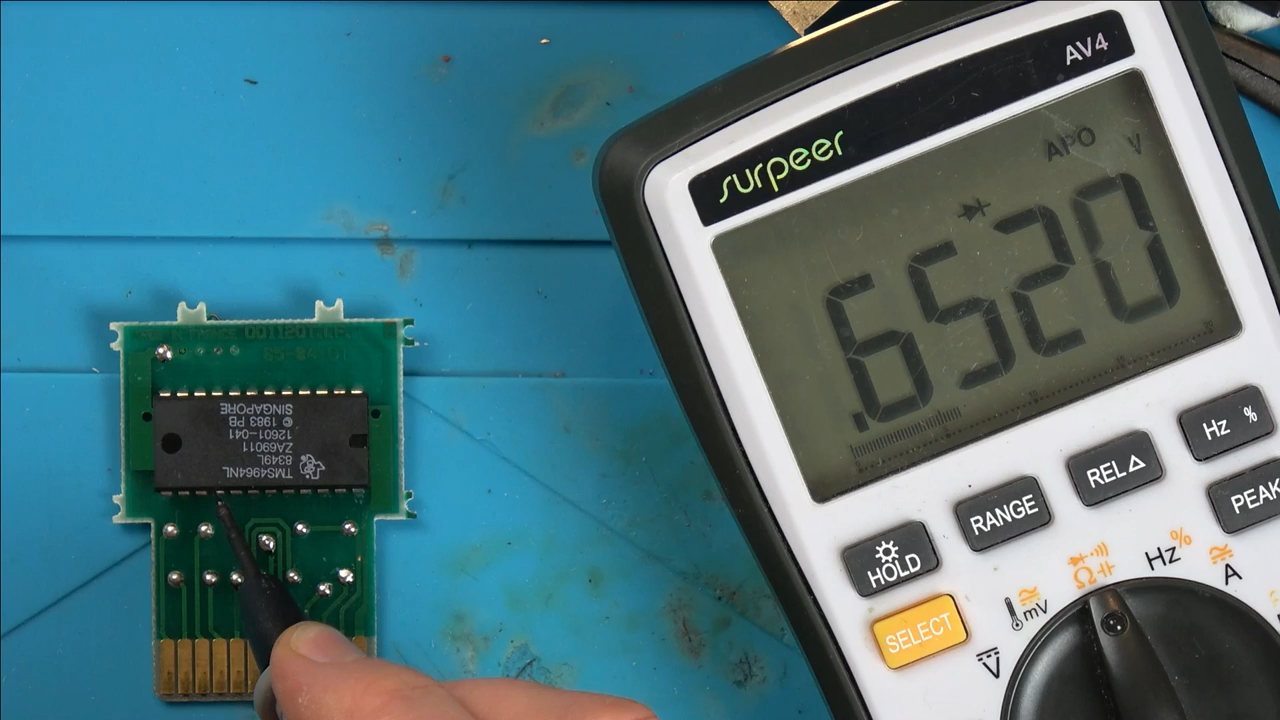 AV4
surpeer
APO V
.6520
Hz %
REL△
RANGE
PEAK
HOLD
SELECT
Hz %
A
Ω
mV
V
SINGAPORE
© 1983 PB
12601-041
ZA69011
8349L
TMS4964NL